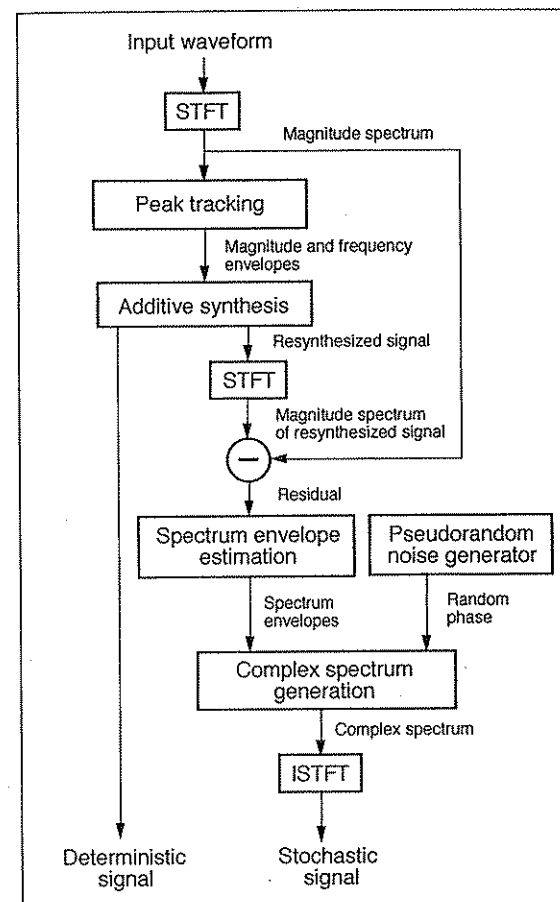 Input waveform
STFT
Magnitude spectrum
Peak tracking
Magnitude and frequency
envelopes
Additive synthesis
Resynthesized signal
STFT
Magnitude spectrum
of resynthesized signal
−
Residual
Spectrum envelope
estimation
Pseudorandom
noise generator
Spectrum
envelopes
Random
phase
Complex spectrum
generation
Complex spectrum
ISTFT
Deterministic
signal
Stochastic
signal